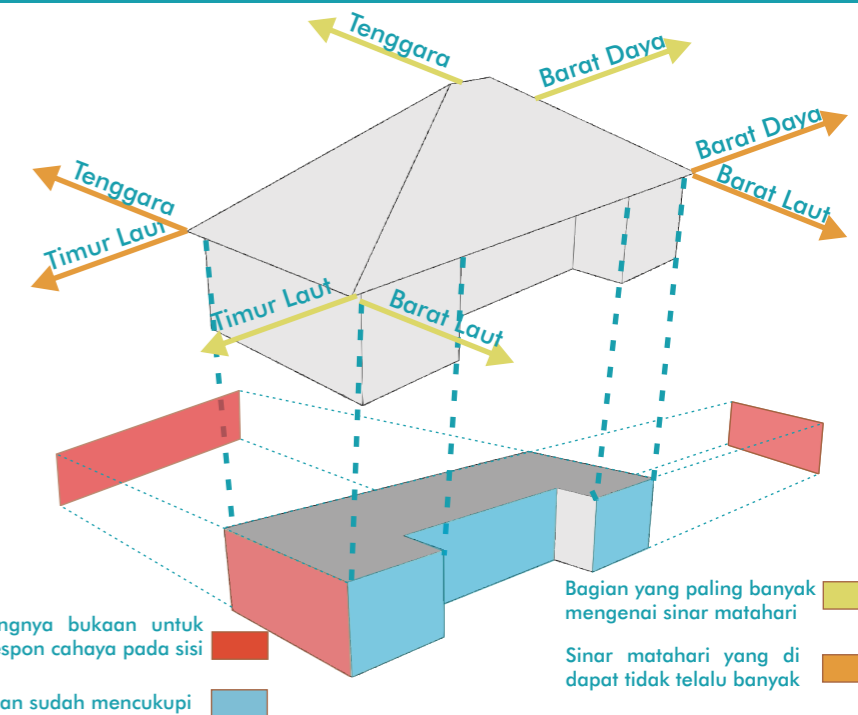 Tenggara
Barat Daya
Barat Daya
Barat Laut
Tenggara
Timur Laut
Timur Laut
Barat Laut
bukaan untuk
cahaya pada sisi
sudah mencukupi
Bagian yang paling banyak
mengenai sinar matahari
Sinar matahari yang di
dapat tidak telalu banyak